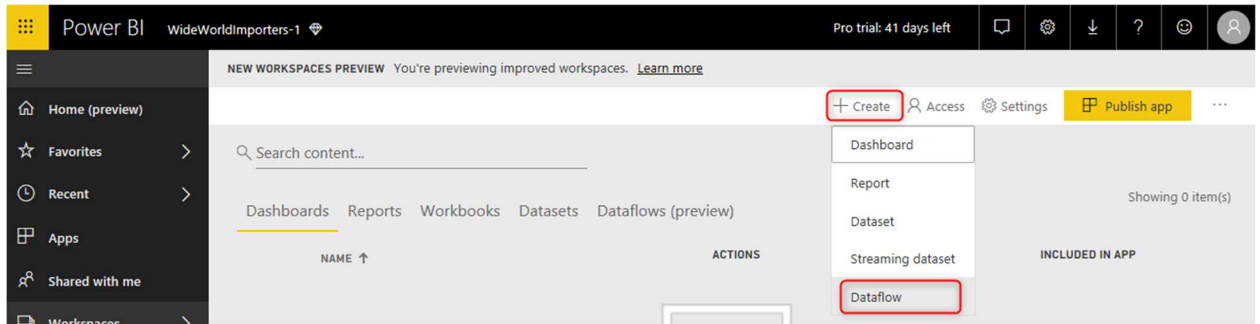 Power BI WideWorldImporters-1 Pro trial: 41 days left ?
NEW WORKSPACES PREVIEW You're previewing improved workspaces. Learn more
Home (preview)
Favorites
Recent
Apps
Shared with me
Workspaces
+ Create Access Settings Publish app ...
Search content...
Dashboards Reports Workbooks Datasets Dataflows (preview)
Showing 0 item(s)
NAME ↑ ACTIONS INCLUDED IN APP
Dashboard
Report
Dataset
Streaming dataset
Dataflow